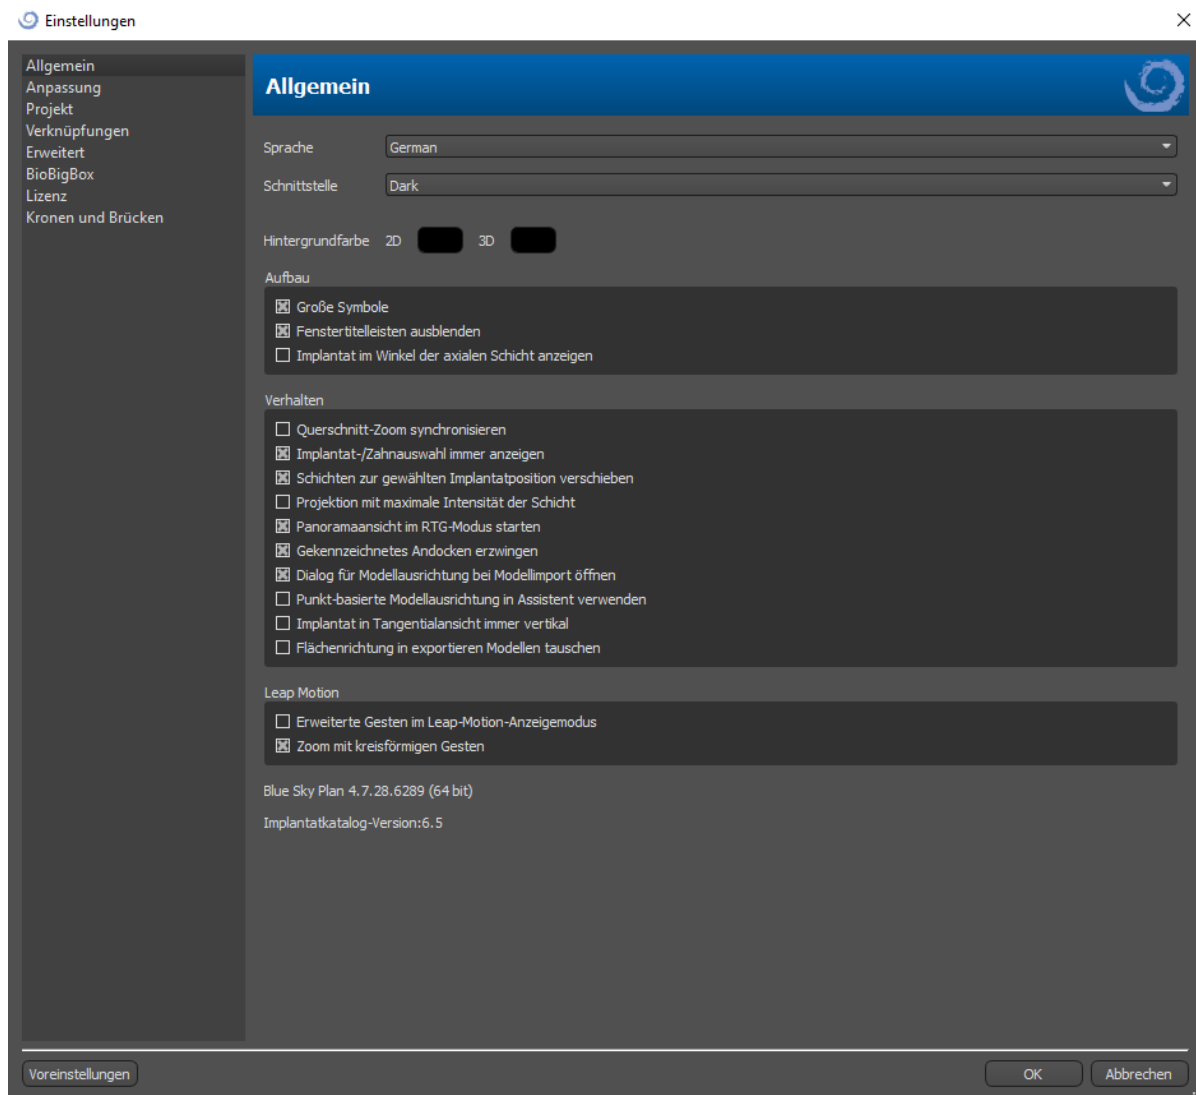 Einstellungen
Allgemein
Anpassung
Projekt
Verknüpfungen
Erweitert
BioBigBox
Lizenz
Kronen und Brücken
Allgemein
Sprache German
Schnittstelle Dark
Hintergrundfarbe 2D 3D
Aufbau
Große Symbole
Fenstertitelleisten ausblenden
Implantat im Winkel der axialen Schicht anzeigen
Verhalten
Querschnitt-Zoom synchronisieren
Implantat-/Zahnauswahl immer anzeigen
Schichten zur gewählten Implantatposition verschieben
Projektion mit maximale Intensität der Schicht
Panoramaansicht im RTG-Modus starten
Gekennzeichnetes Andocken erzwingen
Dialog für Modellausrichtung bei Modellimport öffnen
Punkt-basierte Modellausrichtung in Assistent verwenden
Implantat in Tangentialansicht immer vertikal
Flächenrichtung in exportieren Modellen tauschen
Leap Motion
Erweiterte Gesten im Leap-Motion-Anzeigemodus
Zoom mit kreisförmigen Gesten
Blue Sky Plan 4.7.28.6289 (64 bit)
Implantatkatalog-Version:6.5
Voreinstellungen OK Abbrechen